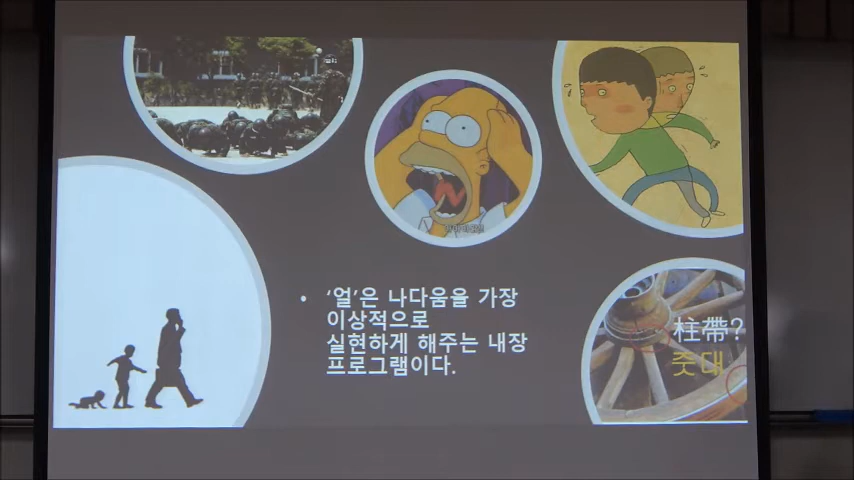 • ‘얼’은 나다움을 가장
이상적으로
실현하게 해주는 내장
프로그램이다.
柱帶?
줏대